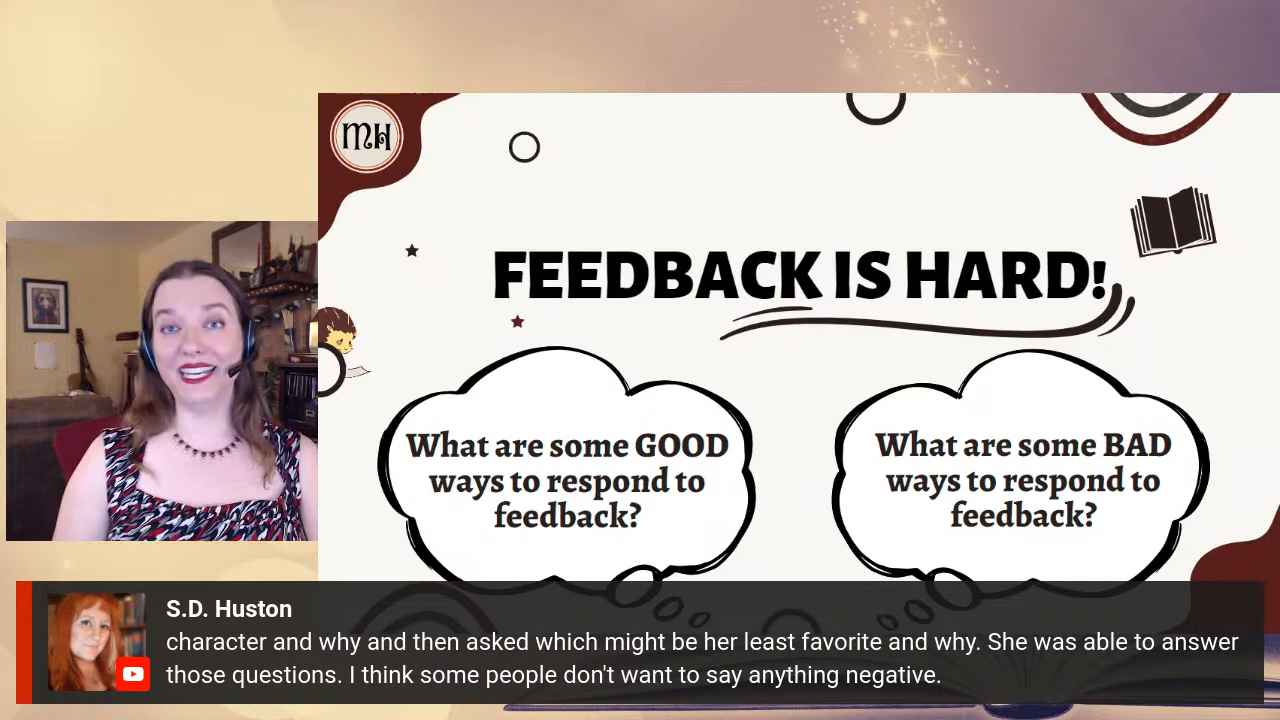 MH
FEEDBACK IS HARD!
What are some GOOD
ways to respond to
feedback?
What are some BAD
ways to respond to
feedback?
S.D. Huston
character and why and then asked which might be her least favorite and why. She was able to answer
those questions. I think some people don't want to say anything negative.